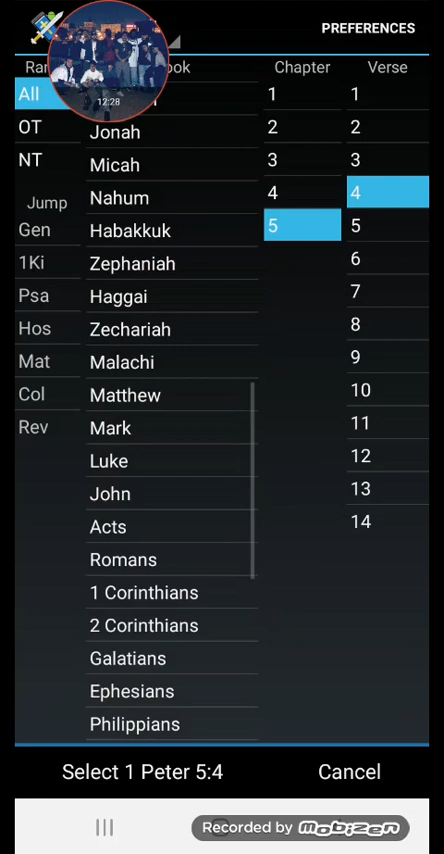 PREFERENCES
Chapter
Verse
12:28
All
OT
NT
Jump
Gen
1Ki
Psa
Hos
Mat
Col
Rev
Jonah
Micah
Nahum
Habakkuk
Zephaniah
Haggai
Zechariah
Malachi
Matthew
Mark
Luke
John
Acts
Romans
1 Corinthians
2 Corinthians
Galatians
Ephesians
Philippians
1
2
3
4
5
1
2
3
4
5
6
7
8
9
10
11
12
13
14
Select 1 Peter 5:4
Cancel
Recorded by Mobizen